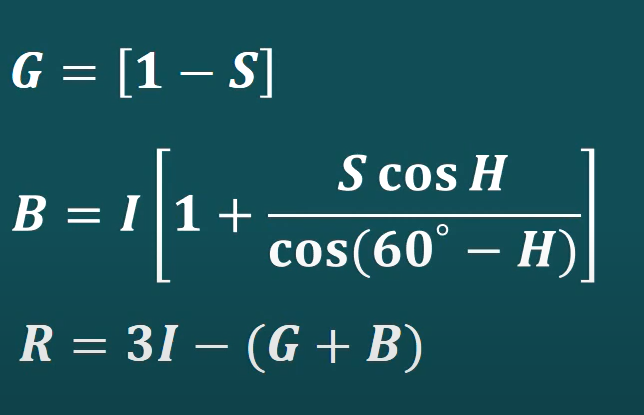 G = [1 − S]
B = I [1 + S cos H / cos(60° − H)]
R = 3I − (G + B)